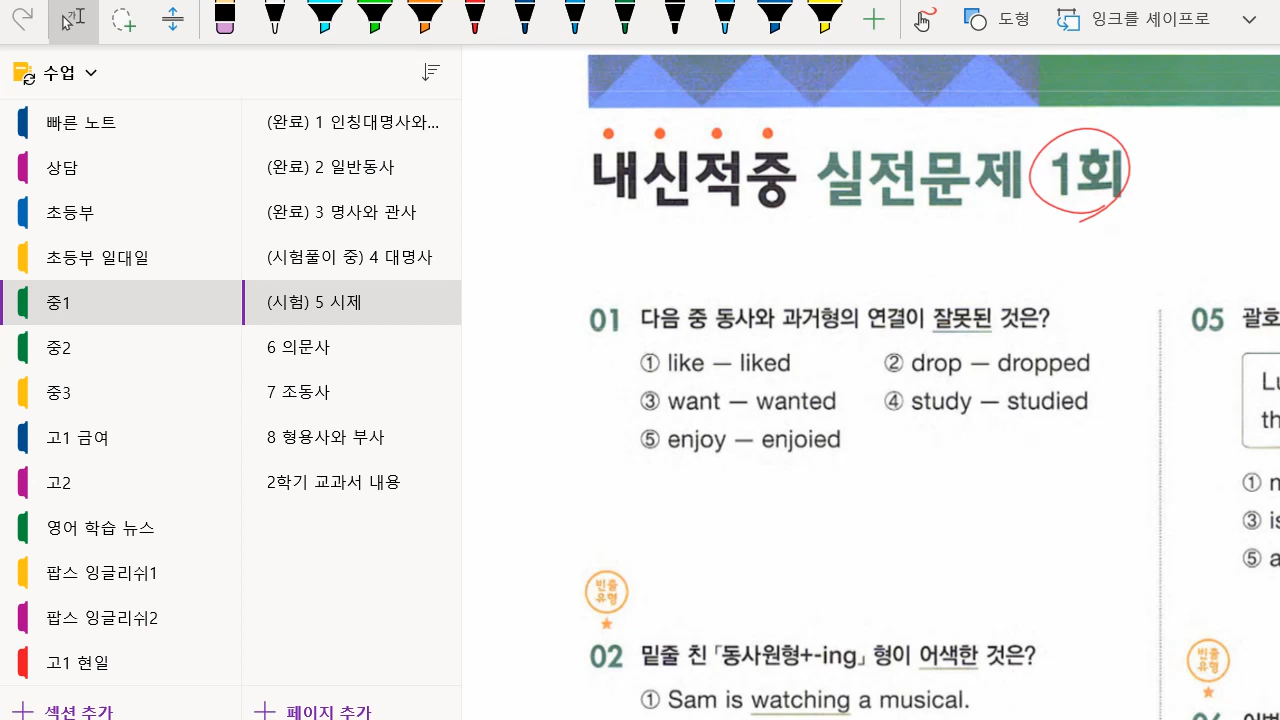 도형
잉크를 셰이프로
수업
빠른 노트
상담
초등부
초등부 일대일
중1
중2
중3
고1 금여
고2
영어 학습 뉴스
팝스 잉글리쉬1
팝스 잉글리쉬2
고1 현일
섹션 추가
(완료) 1 인칭대명사와...
(완료) 2 일반동사
(완료) 3 명사와 관사
(시험풀이 중) 4 대명사
(시험) 5 시제
6 의문사
7 조동사
8 형용사와 부사
2학기 교과서 내용
페이지 추가
내신적중 실전문제 1회
01 다음 중 동사와 과거형의 연결이 잘못된 것은?
① like — liked ② drop — dropped
③ want — wanted ④ study — studied
⑤ enjoy — enjoied
빈출
유형
02 밑줄 친 「동사원형+-ing」 형이 어색한 것은?
① Sam is watching a musical.
05 괄호
Lu
th
① n
③ is
⑤ a
빈출
유형